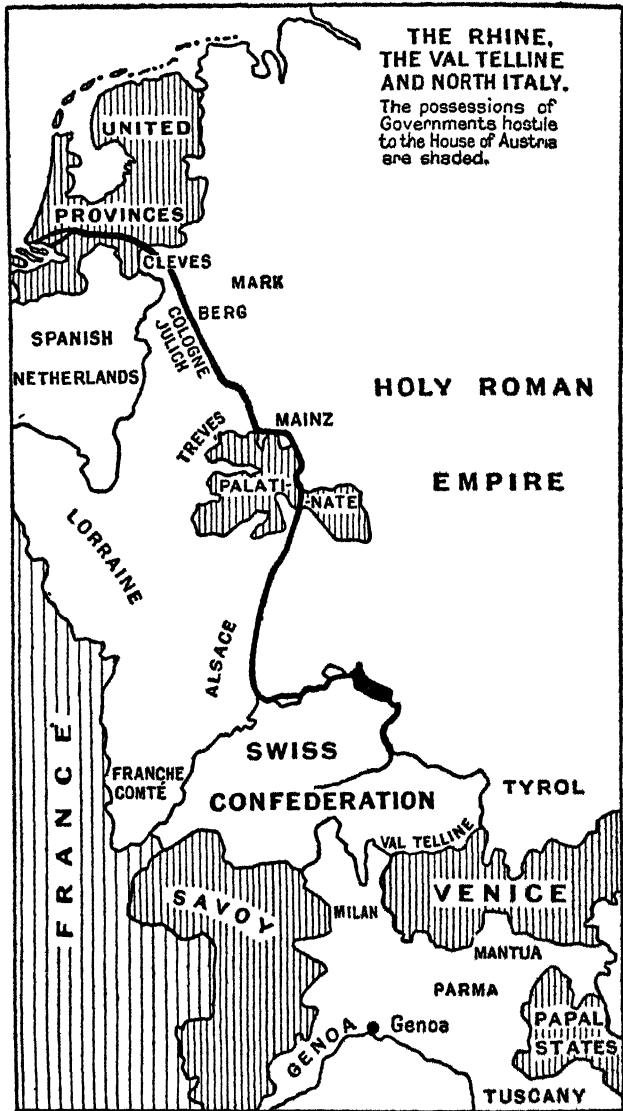 THE RHINE,
THE VAL TELLINE
AND NORTH ITALY.
The possessions of
Governments hostile
to the House of Austria
are shaded.
UNITED
PROVINCES
CLEVES
MARK
BERG
COLOGNE
JULICH
SPANISH
NETHERLANDS
HOLY ROMAN
EMPIRE
MAINZ
TREVES
PALATI-
-NATE
LORRAINE
ALSACE
FRANCE
FRANCHE
COMTÉ
SWISS
CONFEDERATION
TYROL
VAL TELLINE
SAVOY
MILAN
VENICE
MANTUA
PARMA
GENOA
Genoa
PAPAL
STATES
TUSCANY